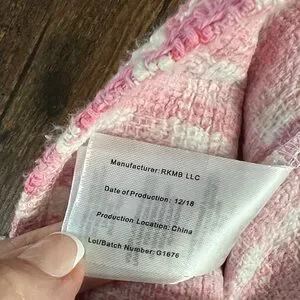 Manufacturer: RKMB LLC
Date of Production: 12/18
Production Location: China
Lot/Batch Number: G1676